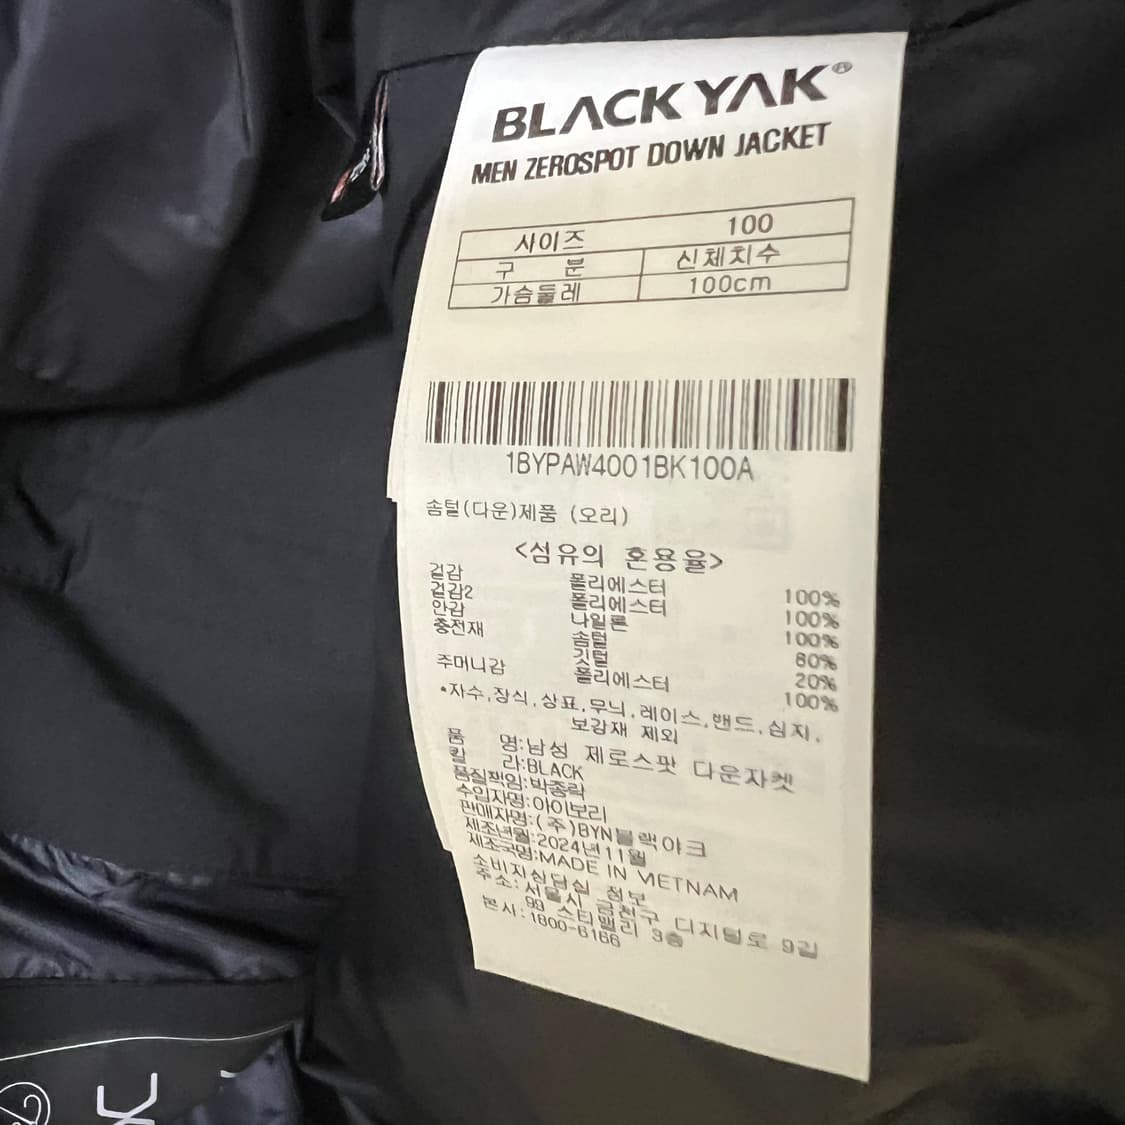 BLACKYAK®
MEN ZEROSPOT DOWN JACKET
사이즈 100
구 분 신체치수
가슴둘레 100cm
1BYPAW4001BK100A
솜털(다운)제품 (오리)
<섬유의 혼용율>
겉감 폴리에스터 100%
겉감2 폴리에스터 100%
안감 나일론 100%
충전재 솜털 80%
깃털 20%
주머니감 폴리에스터 100%
*자수,장식,상표,무늬,레이스,밴드,심지,
보강재 제외
품 명:남성 제로스팟 다운자켓
칼 라:BLACK
품질책임:박종락
수입자명:아이보리
판매자명:(주)BYN블랙야크
제조년월:2024년11월
제조국명:MADE IN VIETNAM
소비자상담실 정보
주소:서울시 금천구 디지털로 9길
99 스타밸리 3층
본사:1800-6166